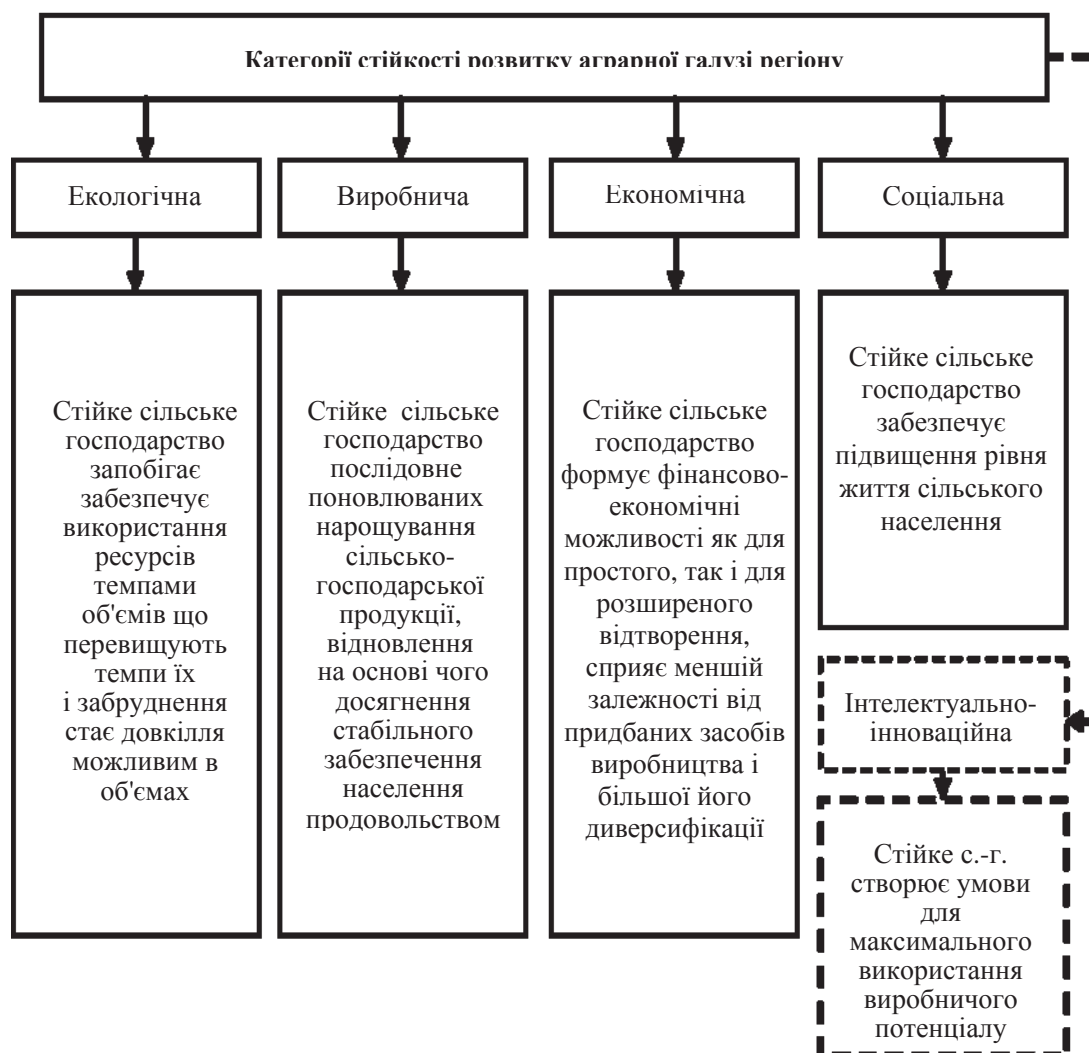 Категорії стійкості розвитку аграрної галузі регіону
Екологічна
Виробнича
Економічна
Соціальна
Стійке сільське
господарство
запобігає
забезпечує
використання
ресурсів
темпами
об'ємів що
перевищують
темпи їх
і забруднення
стає довкілля
можливим в
об'ємах
Стійке сільське
господарство
послідовне
поновлюваних
нарощування
сільсько-
господарської
продукції,
відновлення
на основі чого
досягнення
стабільного
забезпечення
населення
продовольством
Стійке сільське
господарство
формує фінансово-
економічні
можливості як для
простого, так і для
розширеного
відтворення,
сприяє меншій
залежності від
придбаних засобів
виробництва і
більшої його
диверсифікації
Стійке сільське
господарство
забезпечує
підвищення рівня
життя сільського
населення
Інтелектуально-
інноваційна
Стійке с.-г.
створює умови
для
максимального
використання
виробничого
потенціалу